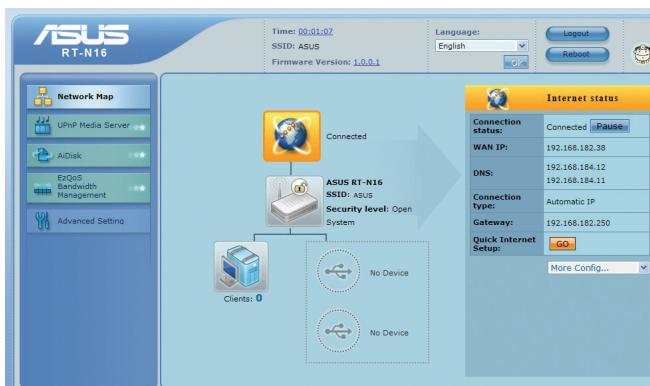 ASUS
RT-N16
Time: 00:01:07
SSID: ASUS
Firmware Version: 1.0.0.1
Language:
English
OK
Logout
Reboot
Network Map
UPnP Media Server
AiDisk
EzQoS
Bandwidth
Management
Advanced Setting
Connected
ASUS RT-N16
SSID: ASUS
Security level: Open
System
Clients: 0
No Device
No Device
Internet status
Connection
status:
Connected Pause
WAN IP: 192.168.182.38
DNS:
192.168.184.12
192.168.184.11
Connection
type:
Automatic IP
Gateway: 192.168.182.250
Quick Internet
Setup:
GO
More Config...